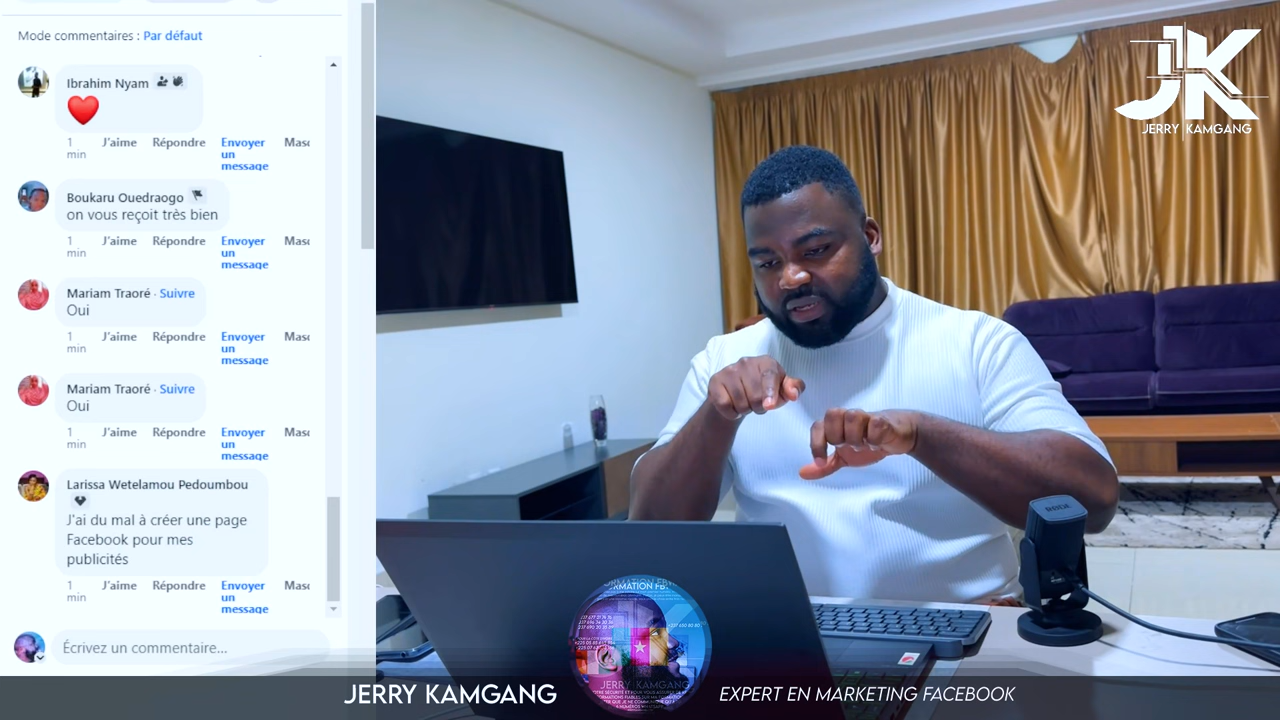 Mode commentaires : Par défaut
Ibrahim Nyam
1 min J'aime Répondre Envoyer un message
Boukaru Ouedraogo
on vous reçoit très bien
1 min J'aime Répondre Envoyer un message
Mariam Traoré · Suivre
Oui
1 min J'aime Répondre Envoyer un message
Mariam Traoré · Suivre
Oui
1 min J'aime Répondre Envoyer un message
Larissa Wetelamou Pedoumbou
J'ai du mal à créer une page
Facebook pour mes
publicités
1 min J'aime Répondre Envoyer un message
Écrivez un commentaire...
JK
JERRY KAMGANG
RODE
JERRY KAMGANG
EXPERT EN MARKETING FACEBOOK